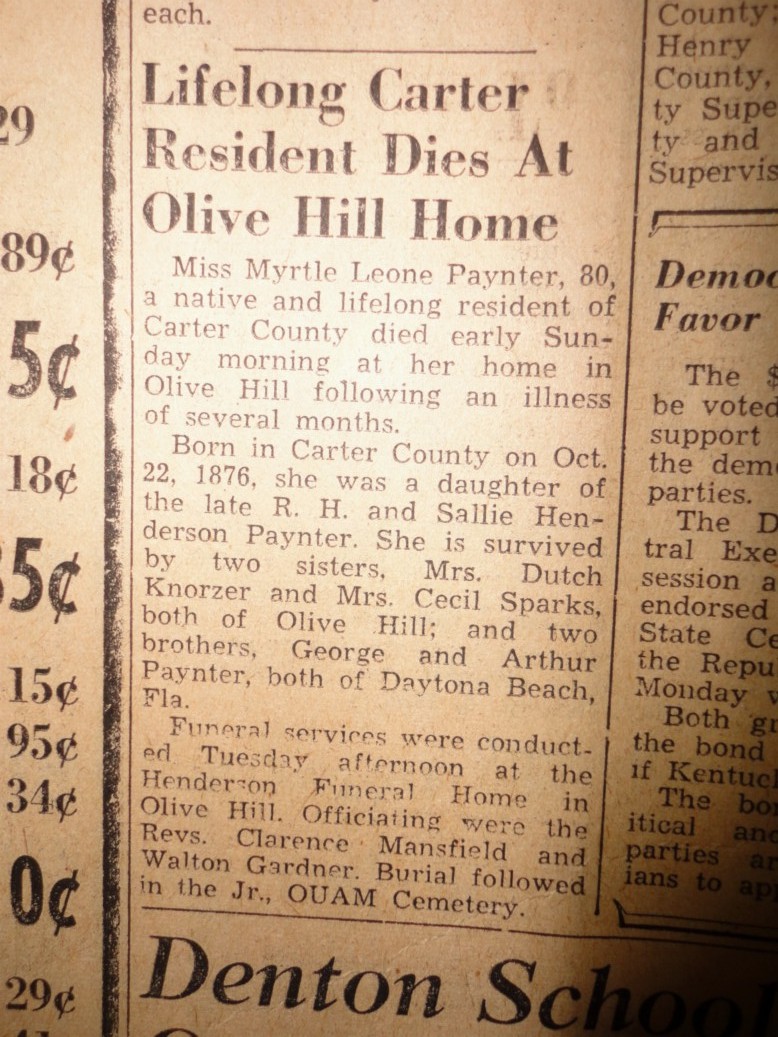 each.
Lifelong Carter
Resident Dies At
Olive Hill Home
Miss Myrtle Leone Paynter, 80,
a native and lifelong resident of
Carter County died early Sun-
day morning at her home in
Olive Hill following an illness
of several months.
Born in Carter County on Oct.
22, 1876, she was a daughter of
the late R. H. and Sallie Hen-
derson Paynter. She is survived
by two sisters, Mrs. Dutch
Knorzer and Mrs. Cecil Sparks,
both of Olive Hill; and two
brothers, George and Arthur
Paynter, both of Daytona Beach,
Fla.
Funeral services were conduct-
ed Tuesday afternoon at the
Henderson Funeral Home in
Olive Hill. Officiating were the
Revs. Clarence Mansfield and
Walton Gardner. Burial followed
in the Jr., OUAM Cemetery.
Denton School
29
89¢
5¢
18¢
35¢
15¢
95¢
34¢
0¢
29¢
County;
Henry
County,
ty Supe
ty and
Supervis
Democ
Favor
The $
be voted
support
the demo
parties.
The D
tral Exe
session a
endorsed
State Ce
the Repu
Monday v
Both gr
the bond
if Kentuc
The bo
itical and
parties ar
ians to ap